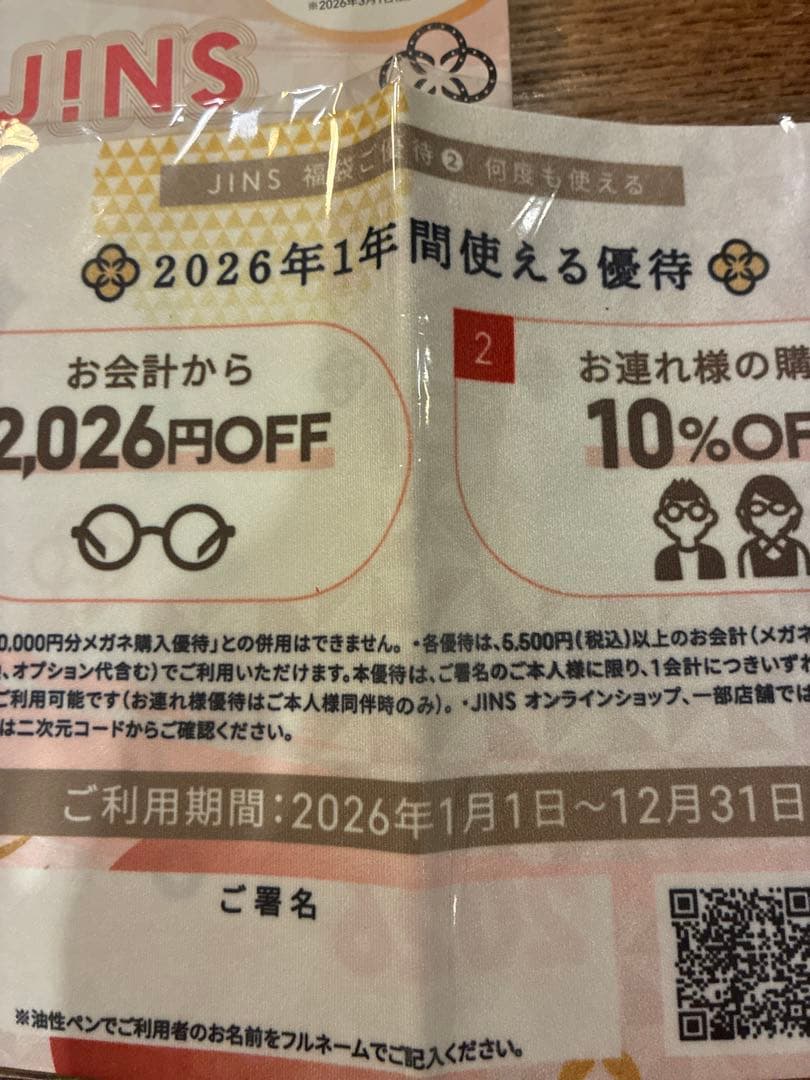 ※2026年3月1日
J!NS
JINS 福袋ご優待❷ 何度も使える
2026年1年間使える優待
お会計から
2,026円OFF
2
お連れ様の購
10%OF
0,000円分メガネ購入優待」との併用はできません。・各優待は、5,500円(税込)以上のお会計(メガネ
、オプション代含む)でご利用いただけます。本優待は、ご署名のご本人様に限り、1会計につきいずれ
ご利用可能です(お連れ様優待はご本人様同伴時のみ)。・JINS オンラインショップ、一部店舗では
は二次元コードからご確認ください。
ご利用期間:2026年1月1日~12月31日
ご署名
※油性ペンでご利用者のお名前をフルネームでご記入ください。